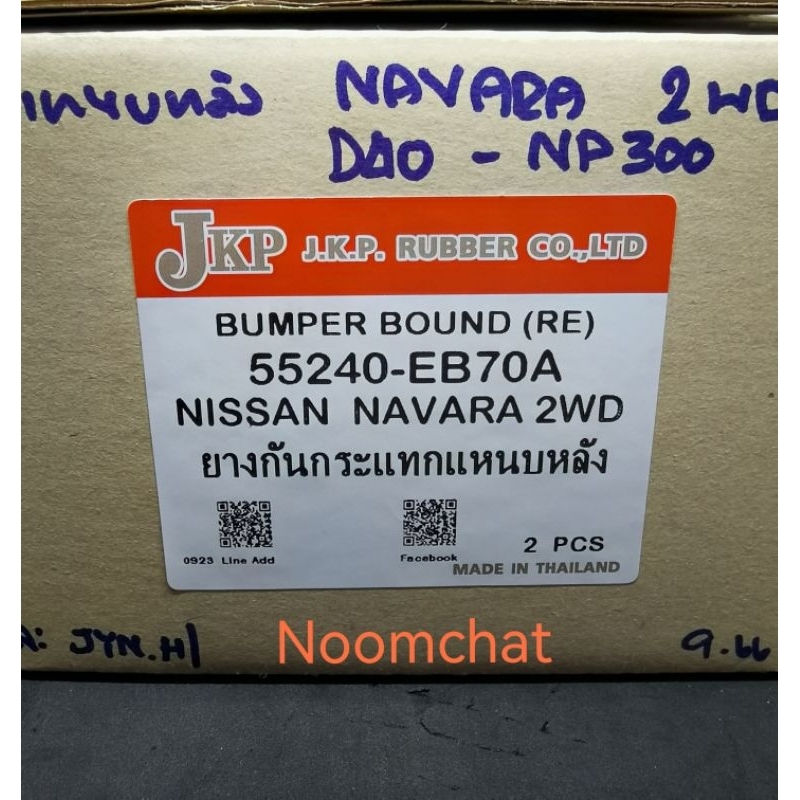 แหนบหลัง NAVARA 2WD
D40 - NP300
JKP J.K.P. RUBBER CO.,LTD
BUMPER BOUND (RE)
55240-EB70A
NISSAN NAVARA 2WD
ยางกันกระแทกแหนบหลัง
0923 Line Add
Facebook
2 PCS
MADE IN THAILAND
JYN.H/
Noomchat
9.66